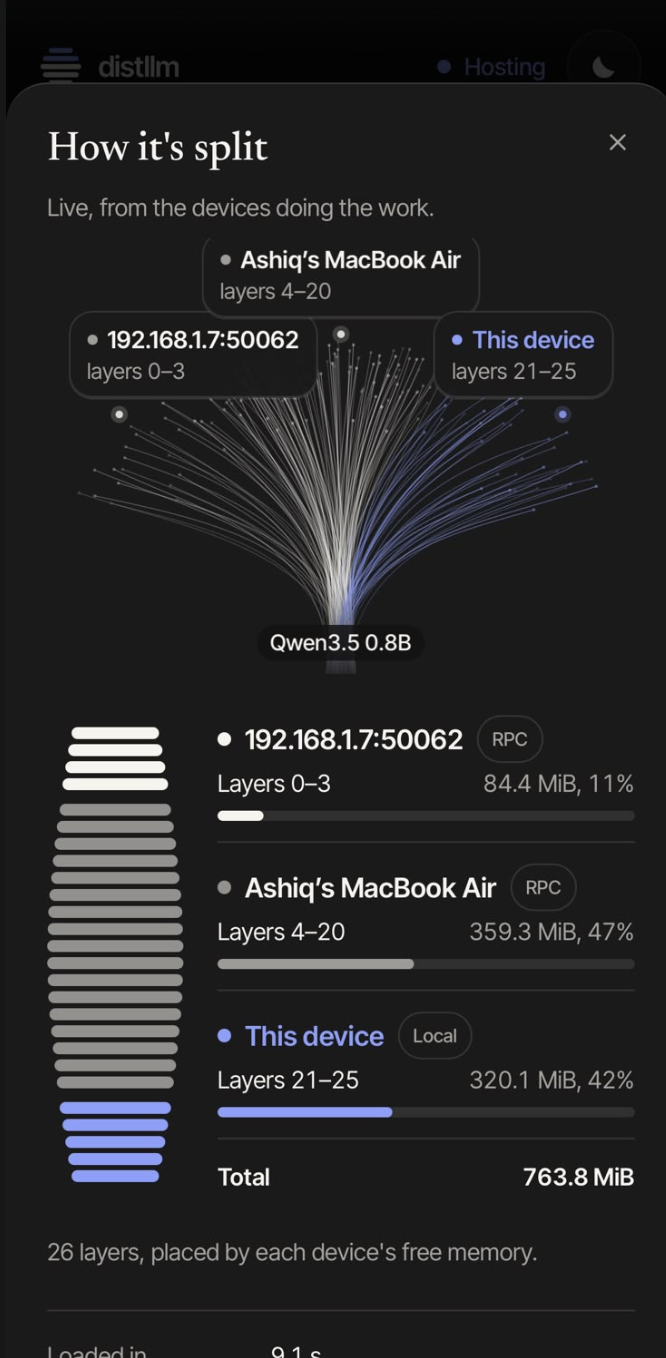 distllm
Hosting
How it's split
Live, from the devices doing the work.
Ashiq’s MacBook Air
layers 4–20
192.168.1.7:50062
layers 0–3
This device
layers 21–25
Qwen3.5 0.8B
192.168.1.7:50062 RPC
Layers 0–3 84.4 MiB, 11%
Ashiq’s MacBook Air RPC
Layers 4–20 359.3 MiB, 47%
This device Local
Layers 21–25 320.1 MiB, 42%
Total 763.8 MiB
26 layers, placed by each device's free memory.
Loaded in 9.1 s